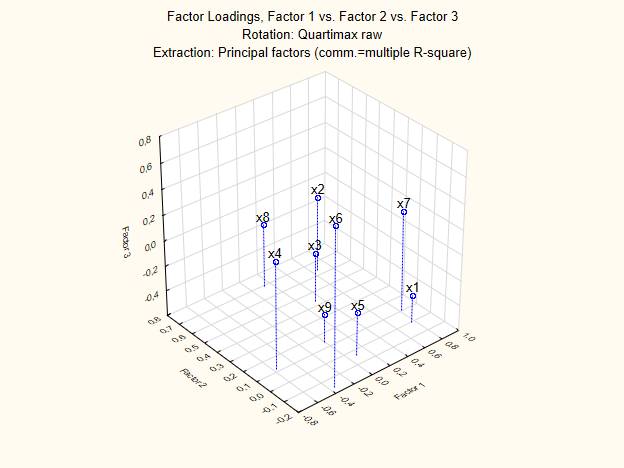 Factor Loadings, Factor 1 vs. Factor 2 vs. Factor 3
Rotation: Quartimax raw
Extraction: Principal factors (comm.=multiple R-square)
0,8
0,6
0,4
0,2
0,0
-0,2
-0,4
Factor 3
x2
x7
x8
x6
x3
x4
x1
x9
x5
0,8
0,7
0,6
0,5
0,4
0,3
0,2
0,1
0,0
-0,1
-0,2
Factor 2
-0,8
-0,6
-0,4
-0,2
0,0
0,2
0,4
0,6
0,8
1,0
Factor 1